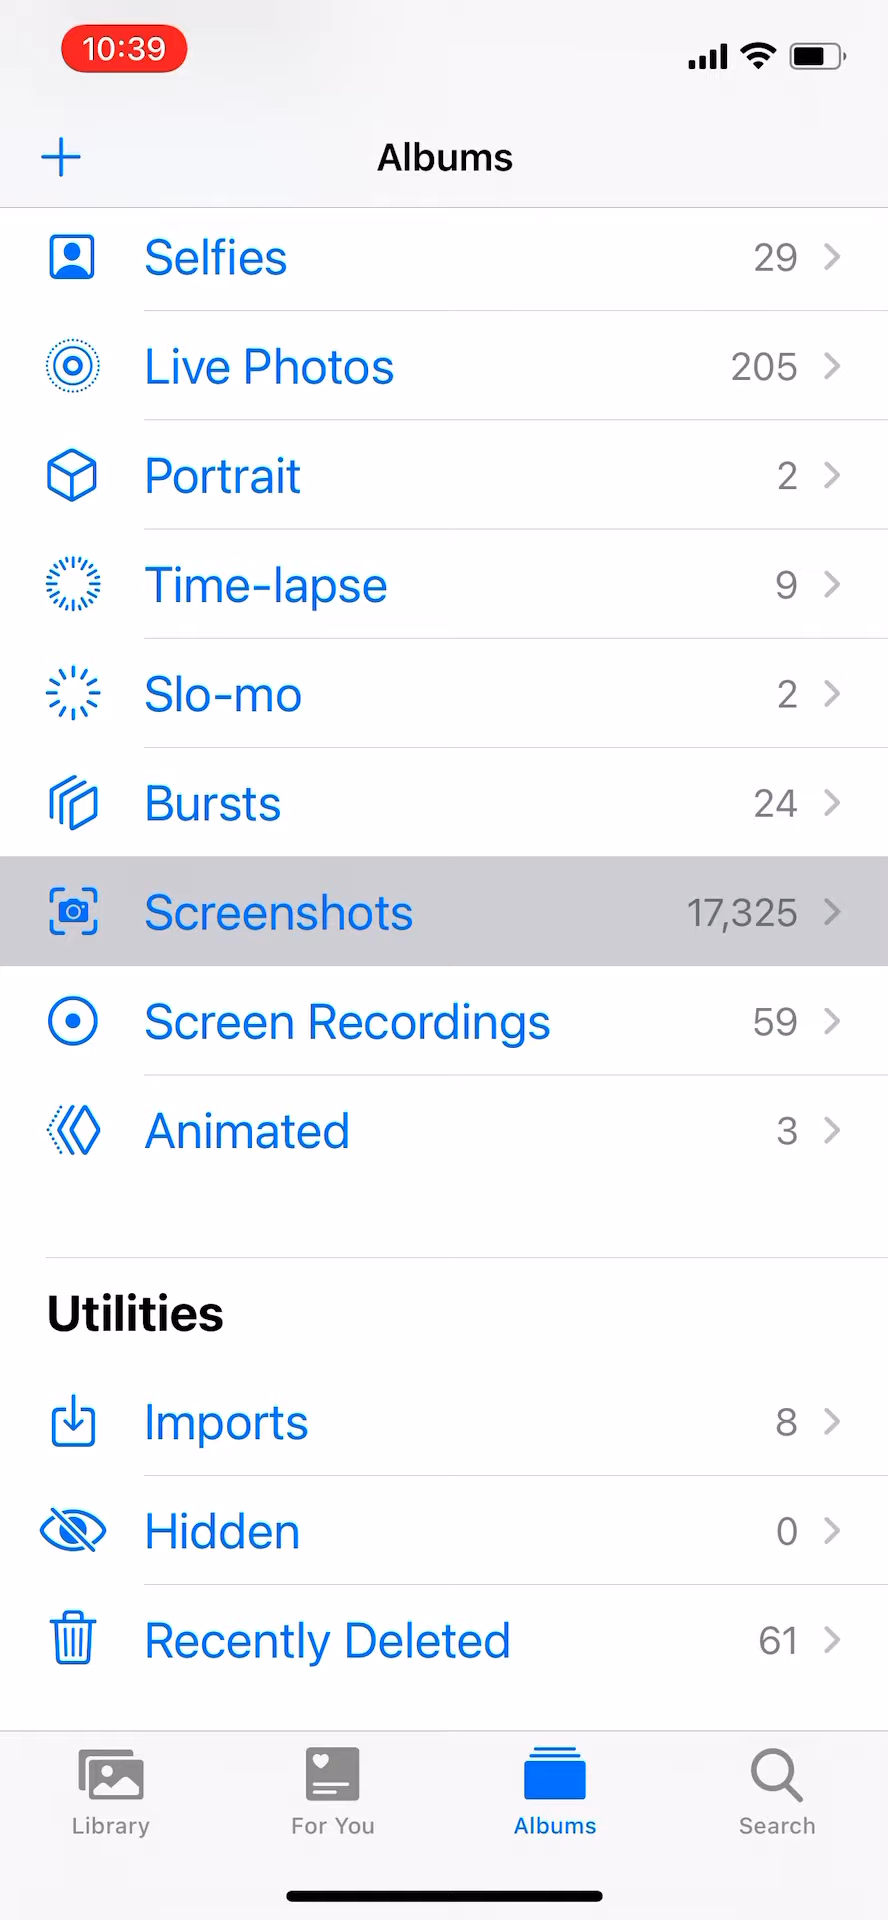 10:39
Albums
Selfies 29
Live Photos 205
Portrait 2
Time-lapse 9
Slo-mo 2
Bursts 24
Screenshots 17,325
Screen Recordings 59
Animated 3
Utilities
Imports 8
Hidden 0
Recently Deleted 61
Library For You Albums Search